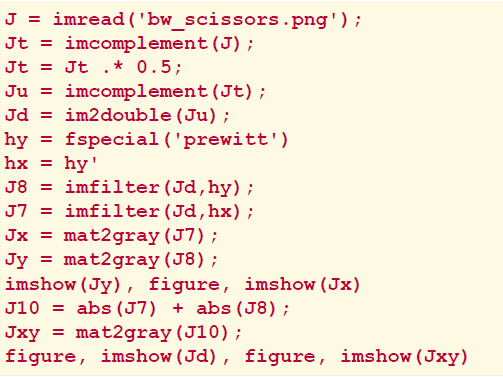 J = imread('bw_scissors.png');
Jt = imcomplement(J);
Jt = Jt .* 0.5;
Ju = imcomplement(Jt);
Jd = im2double(Ju);
hy = fspecial('prewitt')
hx = hy'
J8 = imfilter(Jd,hy);
J7 = imfilter(Jd,hx);
Jx = mat2gray(J7);
Jy = mat2gray(J8);
imshow(Jy), figure, imshow(Jx)
J10 = abs(J7) + abs(J8);
Jxy = mat2gray(J10);
figure, imshow(Jd), figure, imshow(Jxy)